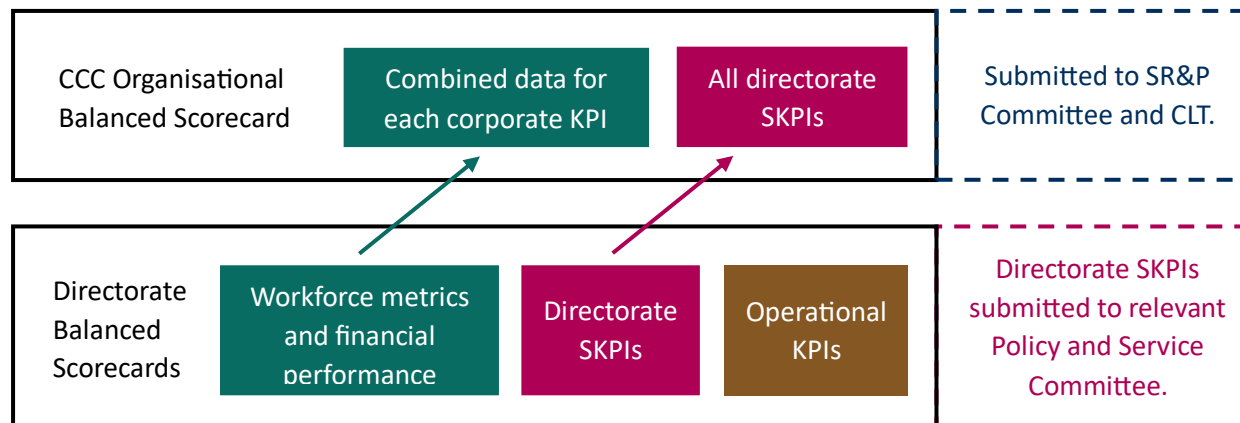 CCC Organisational
Balanced Scorecard
Combined data for
each corporate KPI
All directorate
SKPIs
Submitted to SR&P
Committee and CLT.
Directorate
Balanced
Scorecards
Workforce metrics
and financial
performance
Directorate
SKPIs
Operational
KPIs
Directorate SKPIs
submitted to relevant
Policy and Service
Committee.